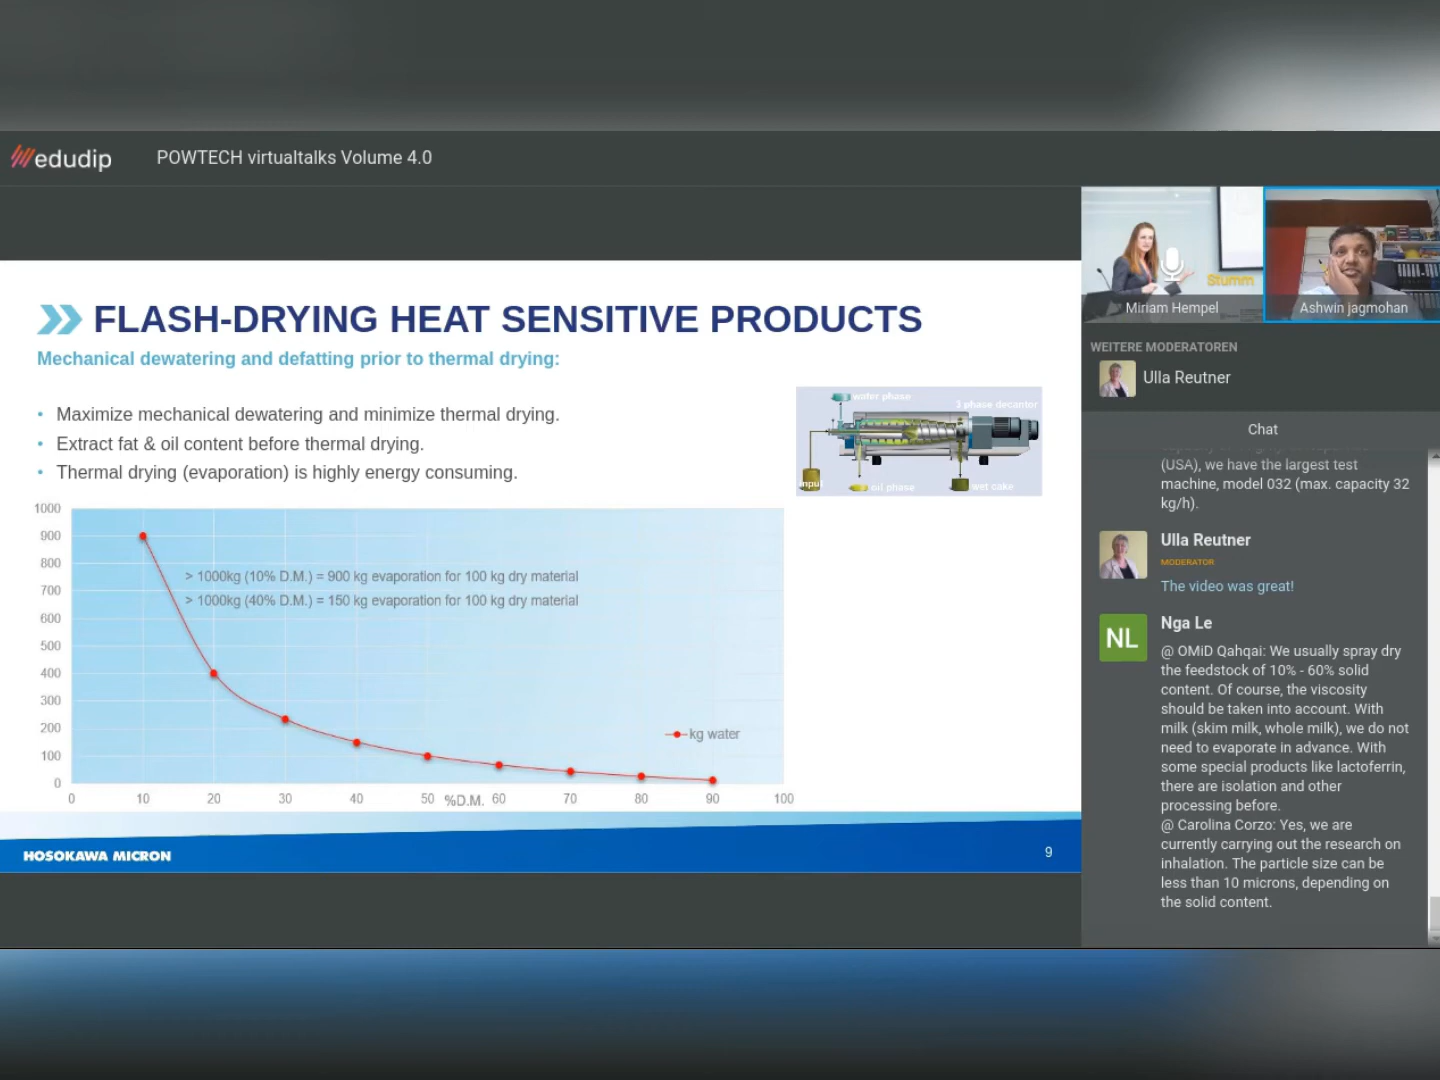 edudip
POWTECH virtualtalks Volume 4.0
FLASH-DRYING HEAT SENSITIVE PRODUCTS
Mechanical dewatering and defatting prior to thermal drying:
• Maximize mechanical dewatering and minimize thermal drying.
• Extract fat & oil content before thermal drying.
• Thermal drying (evaporation) is highly energy consuming.
water phase
3 phase decantor
oil phase
wet cake
1000
900
800
700
600
500
400
300
200
100
0
> 1000kg (10% D.M.) = 900 kg evaporation for 100 kg dry material
> 1000kg (40% D.M.) = 150 kg evaporation for 100 kg dry material
kg water
0 10 20 30 40 50 %D.M. 60 70 80 90 100
HOSOKAWA MICRON
9
Stumm
Miriam Hempel
Ashwin jagmohan
WEITERE MODERATOREN
Ulla Reutner
Chat
(USA), we have the largest test
machine, model 032 (max. capacity 32
kg/h).
Ulla Reutner
MODERATOR
The video was great!
NL
Nga Le
@ OMiD Qahqai: We usually spray dry
the feedstock of 10% - 60% solid
content. Of course, the viscosity
should be taken into account. With
milk (skim milk, whole milk), we do not
need to evaporate in advance. With
some special products like lactoferrin,
there are isolation and other
processing before.
@ Carolina Corzo: Yes, we are
currently carrying out the research on
inhalation. The particle size can be
less than 10 microns, depending on
the solid content.